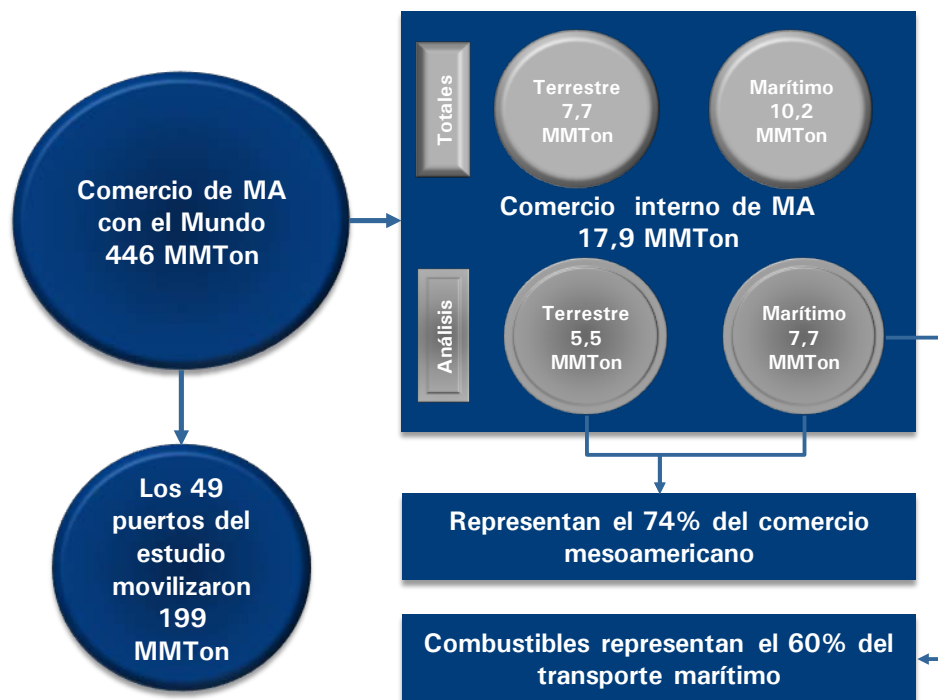 Comercio de MA
con el Mundo
446 MMTon
Los 49
puertos del
estudio
movilizaron
199
MMTon
Totales
Terrestre
7,7
MMTon
Marítimo
10,2
MMTon
Comercio interno de MA
17,9 MMTon
Análisis
Terrestre
5,5
MMTon
Marítimo
7,7
MMTon
Representan el 74% del comercio
mesoamericano
Combustibles representan el 60% del
transporte marítimo